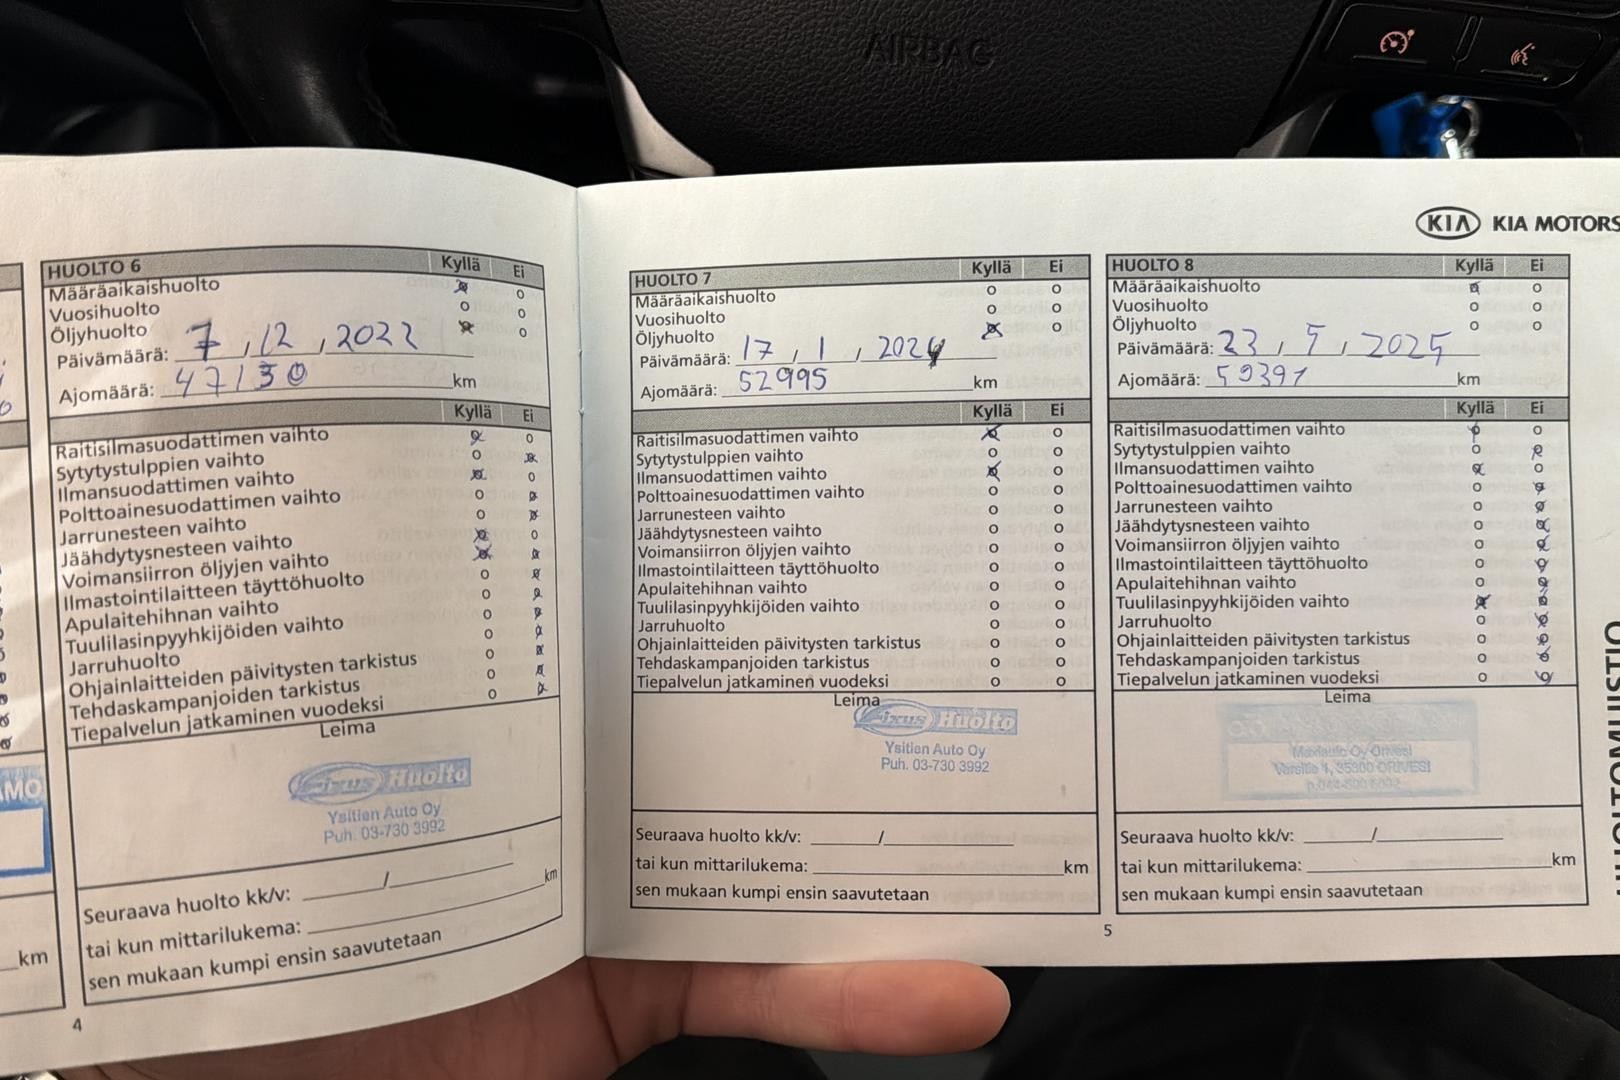 AIRBAG
KIA
KIA KIA MOTORS
HUOLTO 6 Kyllä Ei
Määräaikaishuolto
Vuosihuolto
Öljyhuolto
Päivämäärä: 7, 12, 2022
Ajomäärä: 47130 km
Kyllä Ei
Raitisilmasuodattimen vaihto
Sytytystulppien vaihto
Ilmansuodattimen vaihto
Polttoainesuodattimen vaihto
Jarrunesteen vaihto
Jäähdytysnesteen vaihto
Voimansiirron öljyjen vaihto
Ilmastointilaitteen täyttöhuolto
Apulaitehihnan vaihto
Tuulilasinpyyhkijöiden vaihto
Jarruhuolto
Ohjainlaitteiden päivitysten tarkistus
Tehdaskampanjoiden tarkistus
Tiepalvelun jatkaminen vuodeksi
Leima
Fixus Huolto
Ysitien Auto Oy
Puh. 03-730 3992
Seuraava huolto kk/v: /
tai kun mittarilukema: km
sen mukaan kumpi ensin saavutetaan
4
HUOLTO 7 Kyllä Ei
Määräaikaishuolto
Vuosihuolto
Öljyhuolto
Päivämäärä: 17, 1, 2024
Ajomäärä: 52995 km
Kyllä Ei
Raitisilmasuodattimen vaihto
Sytytystulppien vaihto
Ilmansuodattimen vaihto
Polttoainesuodattimen vaihto
Jarrunesteen vaihto
Jäähdytysnesteen vaihto
Voimansiirron öljyjen vaihto
Ilmastointilaitteen täyttöhuolto
Apulaitehihnan vaihto
Tuulilasinpyyhkijöiden vaihto
Jarruhuolto
Ohjainlaitteiden päivitysten tarkistus
Tehdaskampanjoiden tarkistus
Tiepalvelun jatkaminen vuodeksi
Leima
Fixus Huolto
Ysitien Auto Oy
Puh. 03-730 3992
Seuraava huolto kk/v: /
tai kun mittarilukema: km
sen mukaan kumpi ensin saavutetaan
HUOLTO 8 Kyllä Ei
Määräaikaishuolto
Vuosihuolto
Öljyhuolto
Päivämäärä: 23, 5, 2025
Ajomäärä: 59391 km
Kyllä Ei
Raitisilmasuodattimen vaihto
Sytytystulppien vaihto
Ilmansuodattimen vaihto
Polttoainesuodattimen vaihto
Jarrunesteen vaihto
Jäähdytysnesteen vaihto
Voimansiirron öljyjen vaihto
Ilmastointilaitteen täyttöhuolto
Apulaitehihnan vaihto
Tuulilasinpyyhkijöiden vaihto
Jarruhuolto
Ohjainlaitteiden päivitysten tarkistus
Tehdaskampanjoiden tarkistus
Tiepalvelun jatkaminen vuodeksi
Leima
Oy Orivesi
35300 ORIVESI
Seuraava huolto kk/v: /
tai kun mittarilukema: km
sen mukaan kumpi ensin saavutetaan
5
HUOLTOMUISTIO
km